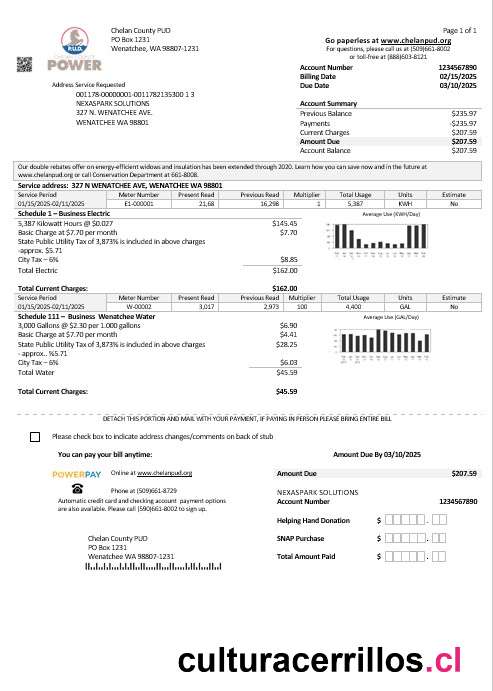 Chelan County PUD
PO Box 1231
Wenatchee, WA 98807-1231
P.U.D.
POWER
Page 1 of 1
Go paperless at www.chelanpud.org
For questions, please call us at (509)661-8002
or toll-free at (888)603-8121
Account Number 1234567890
Billing Date 02/15/2025
Due Date 03/10/2025
Address Service Requested
001178-00000001-0011782135300 1 3
NEXASPARK SOLUTIONS
327 N. WENATCHEE AVE.
WENATCHEE WA 98801
Account Summary
Previous Balance $235.97
Payments -$235.97
Current Charges $207.59
Amount Due $207.59
Account Balance $207.59
Our double rebates offer on energy-efficient widows and insulation has been extended through 2020. Learn how you can save now and in the future at
www.chelanpud.org or call Conservation Department at 661-8008.
Service address: 327 N WENATCHEE AVE, WENATCHEE WA 98801
Service Period Meter Number Present Read Previous Read Multiplier Total Usage Units Estimate
01/15/2025-02/11/2025 E1-000001 21,68 16,298 1 5,387 KWH No
Schedule 1 – Business Electric
Average Use (KWH/Day)
5,387 Kilowatt Hours @ $0.027 $145.45
Basic Charge at $7.70 per month $7.70
State Public Utility Tax of 3,873% is included in above charges
-approx. $5.71
City Tax – 6% $8.85
Total Electric $162.00
Total Current Charges: $162.00
Service Period Meter Number Present Read Previous Read Multiplier Total Usage Units Estimate
01/15/2025-02/11/2025 W-00002 3,017 2,973 100 4,400 GAL No
Schedule 111 – Business Wenatchee Water
Average Use (GAL/Day)
3,000 Gallons @ $2.30 per 1.000 gallons $6.90
Basic Charge at $7.70 per month $4.41
State Public Utility Tax of 3,873% is included in above charges $28.25
- approx.. %5.71
City Tax – 6% $6.03
Total Water $45.59
Total Current Charges: $45.59
DETACH THIS PORTION AND MAIL WITH YOUR PAYMENT, IF PAYING IN PERSON PLEASE BRING ENTIRE BILL
Please check box to indicate address changes/comments on back of stub
You can pay your bill anytime:
Amount Due By 03/10/2025
POWERPAY Online at www.chelanpud.org
Amount Due $207.59
Phone at (509)661-8729
Automatic credit card and checking account payment options
are also available. Please call (590)661-8002 to sign up.
NEXASPARK SOLUTIONS
Account Number 1234567890
Helping Hand Donation $ .
SNAP Purchase $ .
Total Amount Paid $ .
Chelan County PUD
PO Box 1231
Wenatchee WA 98807-1231
culturacerrillos.cl